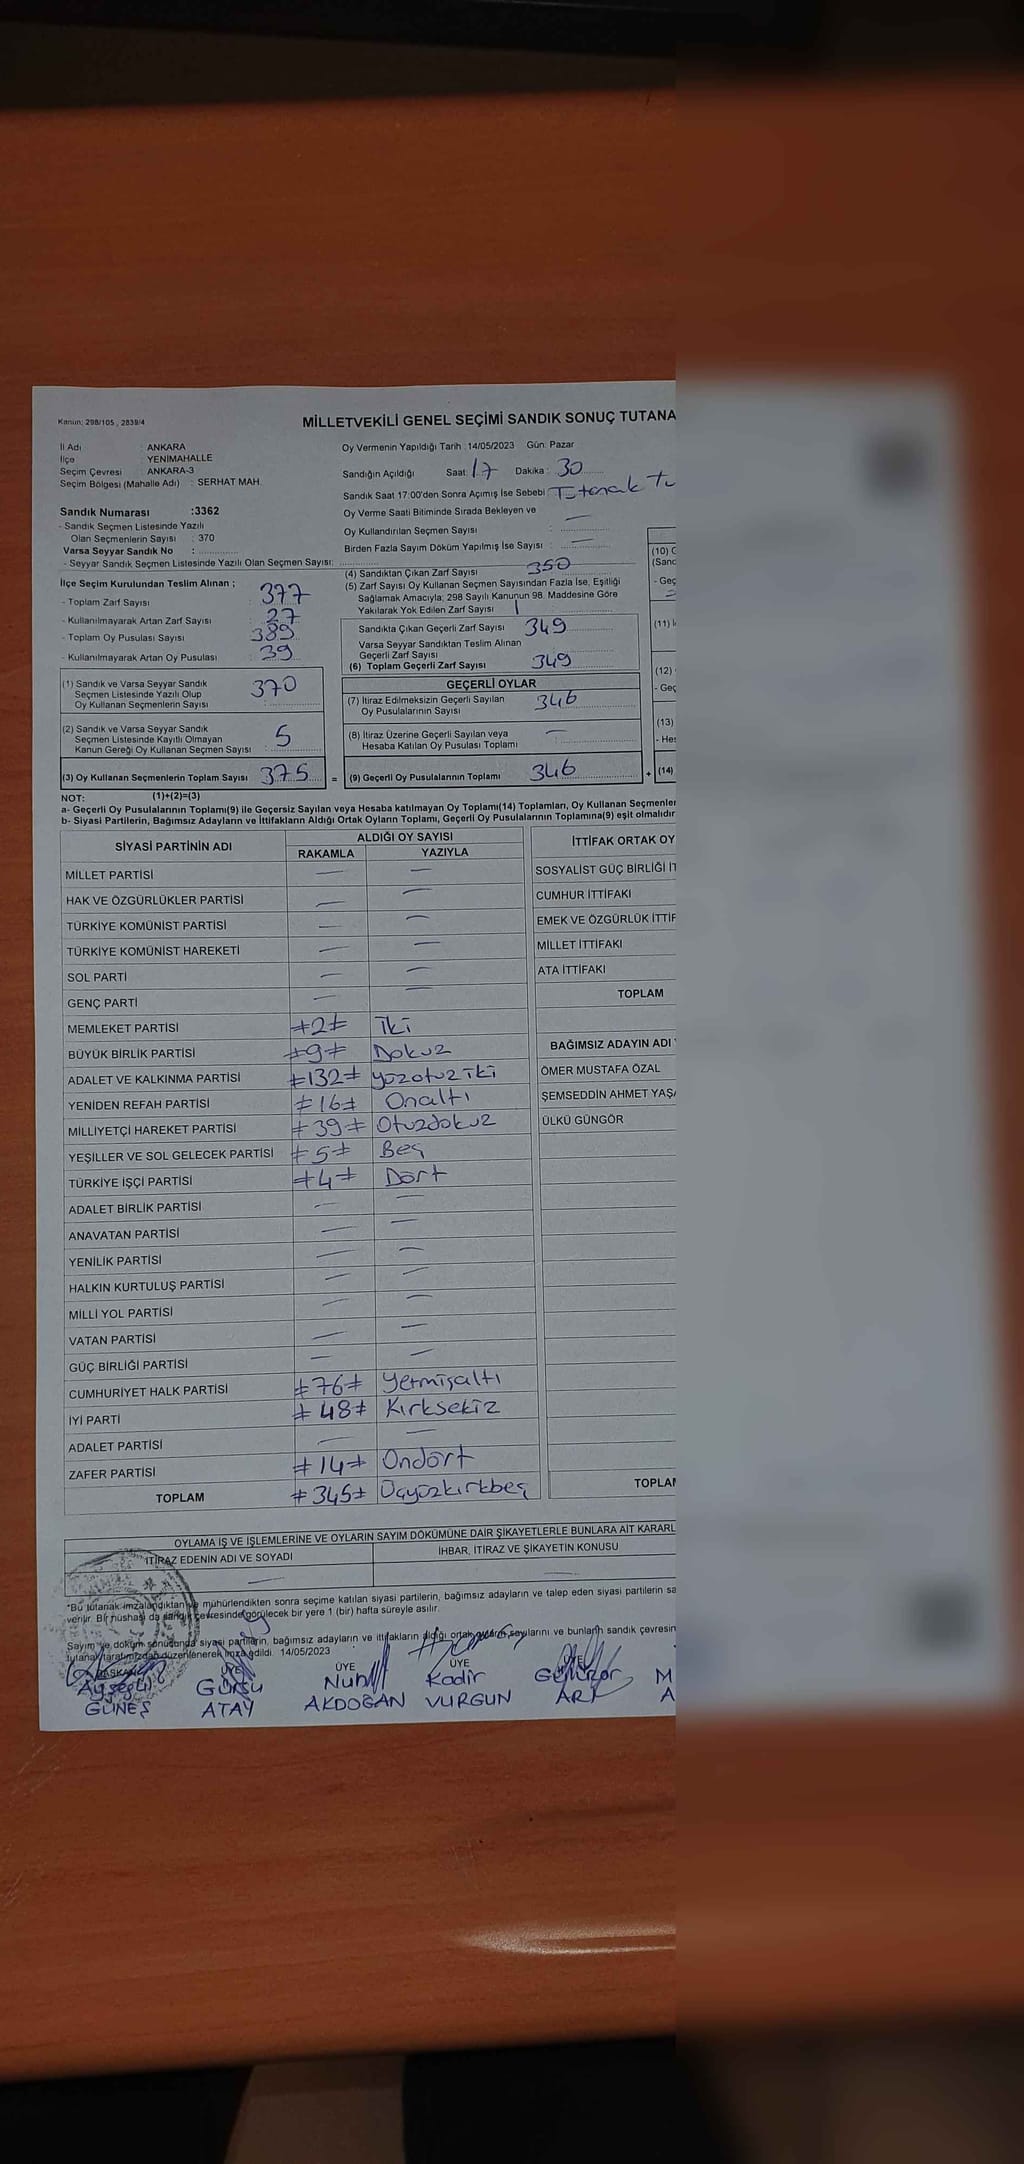 Kanun: 298/105 , 2839/4
MİLLETVEKİLİ GENEL SEÇİMİ SANDIK SONUÇ TUTANA
İl Adı : ANKARA
İlçe : YENİMAHALLE
Seçim Çevresi : ANKARA-3
Seçim Bölgesi (Mahalle Adı) : SERHAT MAH.
Oy Vermenin Yapıldığı Tarih : 14/05/2023 Gün: Pazar
Sandığın Açıldığı Saat: 17 Dakika : 30
Sandık Saat 17:00'den Sonra Açımış İse Sebebi : Tutanak Tu
Sandık Numarası :3362
- Sandık Seçmen Listesinde Yazılı
Olan Seçmenlerin Sayısı : 370
Varsa Seyyar Sandık No :
- Seyyar Sandık Seçmen Listesinde Yazılı Olan Seçmen Sayısı:
Oy Verme Saati Bitiminde Sırada Bekleyen ve —
Oy Kullandırılan Seçmen Sayısı :
Birden Fazla Sayım Döküm Yapılmış İse Sayısı : —
İlçe Seçim Kurulundan Teslim Alınan ;
- Toplam Zarf Sayısı : 377
- Kullanılmayarak Artan Zarf Sayısı : 27
- Toplam Oy Pusulası Sayısı : 385
- Kullanılmayarak Artan Oy Pusulası : 39
(1) Sandık ve Varsa Seyyar Sandık
Seçmen Listesinde Yazılı Olup
Oy Kullanan Seçmenlerin Sayısı : 370
(2) Sandık ve Varsa Seyyar Sandık
Seçmen Listesinde Kayıtlı Olmayan
Kanun Gereği Oy Kullanan Seçmen Sayısı : 5
(3) Oy Kullanan Seçmenlerin Toplam Sayısı : 375 =
(4) Sandıktan Çıkan Zarf Sayısı : 350
(5) Zarf Sayısı Oy Kullanan Seçmen Sayısından Fazla İse, Eşitliği
Sağlamak Amacıyla; 298 Sayılı Kanunun 98. Maddesine Göre
Yakılarak Yok Edilen Zarf Sayısı : 1
Sandıkta Çıkan Geçerli Zarf Sayısı : 349
Varsa Seyyar Sandıktan Teslim Alınan
Geçerli Zarf Sayısı :
(6) Toplam Geçerli Zarf Sayısı : 349
GEÇERLİ OYLAR
(7) İtiraz Edilmeksizin Geçerli Sayılan
Oy Pusulalarının Sayısı : 346
(8) İtiraz Üzerine Geçerli Sayılan veya
Hesaba Katılan Oy Pusulası Toplamı : —
(9) Geçerli Oy Pusulalarının Toplamı : 346 +
(10)
(Sand
- Geç
(11)
(12)
- Geç
(13)
- Hes
(14)
NOT: (1)+(2)=(3)
a- Geçerli Oy Pusulalarının Toplamı(9) ile Geçersiz Sayılan veya Hesaba katılmayan Oy Toplamı(14) Toplamları, Oy Kullanan Seçmenler
b- Siyasi Partilerin, Bağımsız Adayların ve İttifakların Aldığı Ortak Oyların Toplamı, Geçerli Oy Pusulalarının Toplamına(9) eşit olmalıdır
SİYASİ PARTİNİN ADI
ALDIĞI OY SAYISI
RAKAMLA YAZIYLA
MİLLET PARTİSİ — —
HAK VE ÖZGÜRLÜKLER PARTİSİ — —
TÜRKİYE KOMÜNİST PARTİSİ — —
TÜRKİYE KOMÜNİST HAREKETİ — —
SOL PARTİ — —
GENÇ PARTİ — —
MEMLEKET PARTİSİ ≠2≠ İki
BÜYÜK BİRLİK PARTİSİ ≠9≠ Dokuz
ADALET VE KALKINMA PARTİSİ ≠132≠ yüzotuziki
YENİDEN REFAH PARTİSİ ≠16≠ Onaltı
MİLLİYETÇİ HAREKET PARTİSİ ≠39≠ Otuzdokuz
YEŞİLLER VE SOL GELECEK PARTİSİ ≠5≠ Beş
TÜRKİYE İŞÇİ PARTİSİ ≠4≠ Dört
ADALET BİRLİK PARTİSİ — —
ANAVATAN PARTİSİ — —
YENİLİK PARTİSİ — —
HALKIN KURTULUŞ PARTİSİ — —
MİLLİ YOL PARTİSİ — —
VATAN PARTİSİ — —
GÜÇ BİRLİĞİ PARTİSİ — —
CUMHURİYET HALK PARTİSİ ≠76≠ Yetmişaltı
İYİ PARTİ ≠48≠ Kırksekiz
ADALET PARTİSİ — —
ZAFER PARTİSİ ≠14≠ Ondört
TOPLAM ≠345≠ Üçyüzkırkbeş
İTTİFAK ORTAK OY
SOSYALİST GÜÇ BİRLİĞİ İT
CUMHUR İTTİFAKI
EMEK VE ÖZGÜRLÜK İTTİF
MİLLET İTTİFAKI
ATA İTTİFAKI
TOPLAM
BAĞIMSIZ ADAYIN ADI
ÖMER MUSTAFA ÖZAL
ŞEMSEDDİN AHMET YAŞA
ÜLKÜ GÜNGÖR
TOPLAM
OYLAMA İŞ VE İŞLEMLERİNE VE OYLARIN SAYIM DÖKÜMÜNE DAİR ŞİKAYETLERLE BUNLARA AİT KARARL
İTİRAZ EDENİN ADI VE SOYADI İHBAR, İTİRAZ VE ŞİKAYETİN KONUSU
— —
*Bu tutanak imzalandıktan ve mühürlendikten sonra seçime katılan siyasi partilerin, bağımsız adayların ve talep eden siyasi partilerin sa
verilir. Bir nüshası da sandık çevresinde görülecek bir yere 1 (bir) hafta süreyle asılır.
Sayım ve döküm sonucunda siyasi partilerin, bağımsız adayların ve ittifakların aldığı ortak oyların sayılarını ve bunların sandık çevresin
tutanak tarafımızdan düzenlenerek imza edildi. 14/05/2023
BAŞKAN ÜYE ÜYE ÜYE ÜYE
Ayşegül Gürsu Kadir M
GÜNEŞ ATAY AKDOĞAN VURGUN A